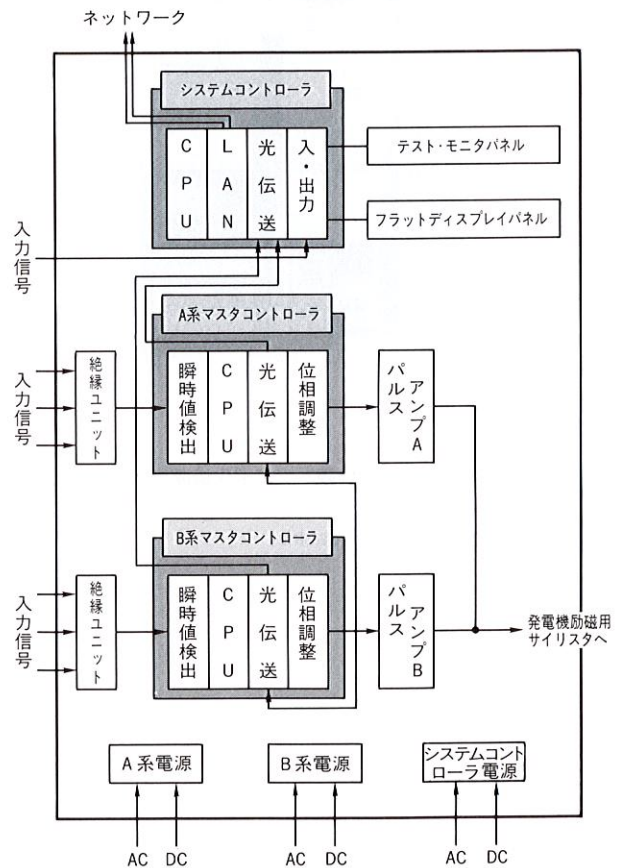 ネットワーク
システムコントローラ
CPU
LAN
光伝送
入・出力
テスト・モニタパネル
フラットディスプレイパネル
入力信号
A系マスタコントローラ
入力信号
絶縁ユニット
瞬時値検出
CPU
光伝送
位相調整
パルス
アンプA
B系マスタコントローラ
入力信号
絶縁ユニット
瞬時値検出
CPU
光伝送
位相調整
パルス
アンプB
発電機励磁用
サイリスタへ
A系電源
B系電源
システムコント
ローラ電源
AC DC
AC DC
AC DC